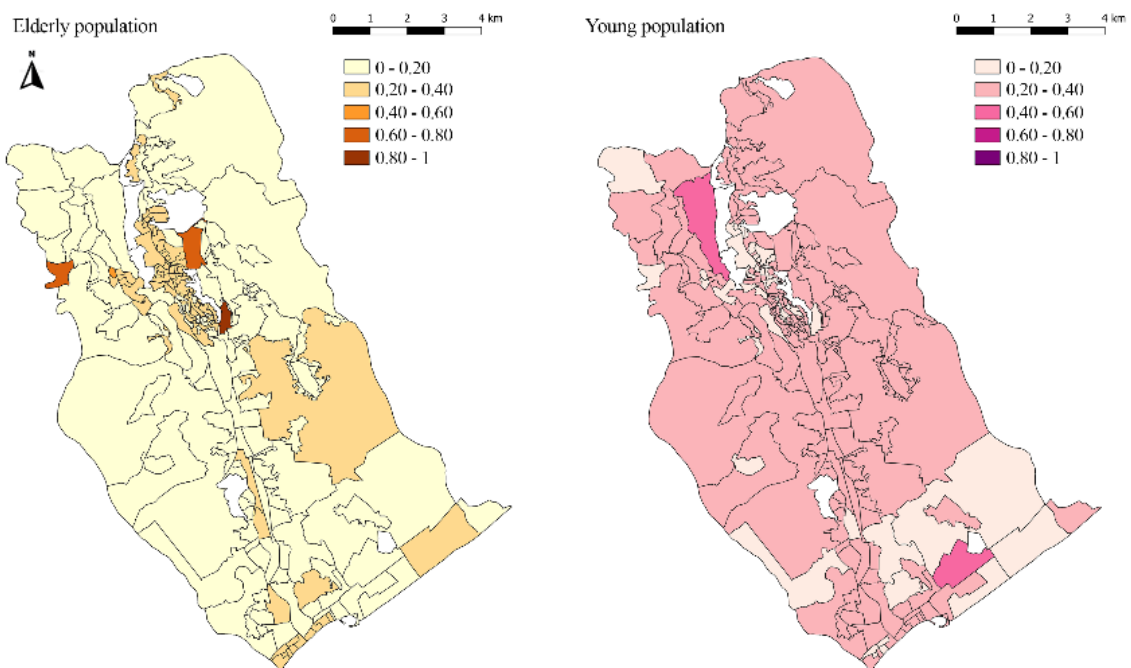 Elderly population
0 1 2 3 4 km
N
0 - 0,20
0,20 - 0,40
0,40 - 0,60
0,60 - 0,80
0,80 - 1
Young population
0 1 2 3 4 km
0 - 0,20
0,20 - 0,40
0,40 - 0,60
0,60 - 0,80
0,80 - 1